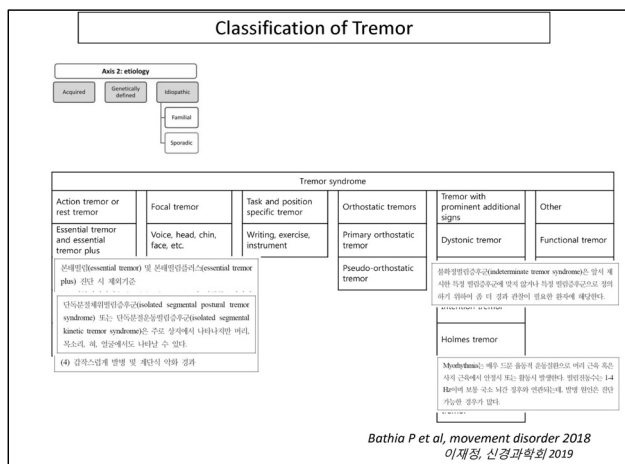 Classification of Tremor
Axis 2: etiology
Acquired
Genetically
defined
Idiopathic
Familial
Sporadic
Tremor syndrome
Action tremor or
rest tremor
Focal tremor
Task and position
specific tremor
Orthostatic tremors
Tremor with
prominent additional
signs
Other
Essential tremor
and essential
tremor plus
Voice, head, chin,
face, etc.
Writing, exercise,
instrument
Primary orthostatic
tremor
Dystonic tremor
Functional tremor
Pseudo-orthostatic
tremor
본태떨림(essential tremor) 및 본태떨림플러스(essential tremor
plus) 진단 시 제외기준
단독분절체위떨림증후군(isolated segmental postural tremor
syndrome) 또는 단독분절운동떨림증후군(isolated segmental
kinetic tremor syndrome)은 주로 상지에서 나타나지만 머리,
목소리, 혀, 얼굴에서도 나타날 수 있다.
(4) 갑작스럽게 발병 및 계단식 악화 경과
불확정떨림증후군(indeterminate tremor syndrome)은 앞서 제
시한 특정 떨림증후군에 맞지 않거나 특정 떨림증후군으로 정의
하기 위하여 좀 더 경과 관찰이 필요한 환자에 해당한다.
Intention tremor
Holmes tremor
Myorhythmia는 매우 드문 율동적 운동질환으로 머리 근육 혹은
사지 근육에서 안정시 또는 활동시 발생한다. 떨림진동수는 1-4
Hz이며 보통 국소 뇌간 징후와 연관되는데, 발병 원인은 진단
가능한 경우가 많다.
tremor
Bathia P et al, movement disorder 2018
이재정, 신경과학회 2019